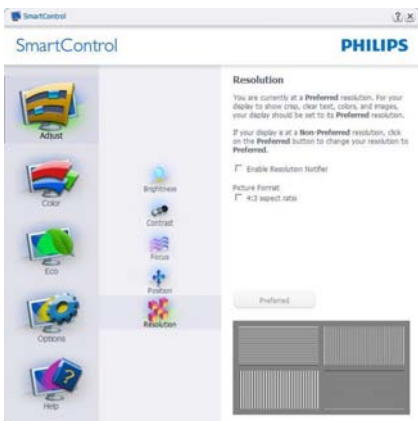 SmartControl
SmartControl
PHILIPS
Adjust
Color
Eco
Options
Help
Brightness
Contrast
Focus
Position
Resolution
Resolution
You are currently at a Preferred resolution. For your
display to show crisp, clear text, colors, and images,
your display should be set to its Preferred resolution.
If your display is at a Non-Preferred resolution, click
on the Preferred button to change your resolution to
Preferred.
Enable Resolution Notifier
Picture Format
4:3 aspect ratio
Preferred